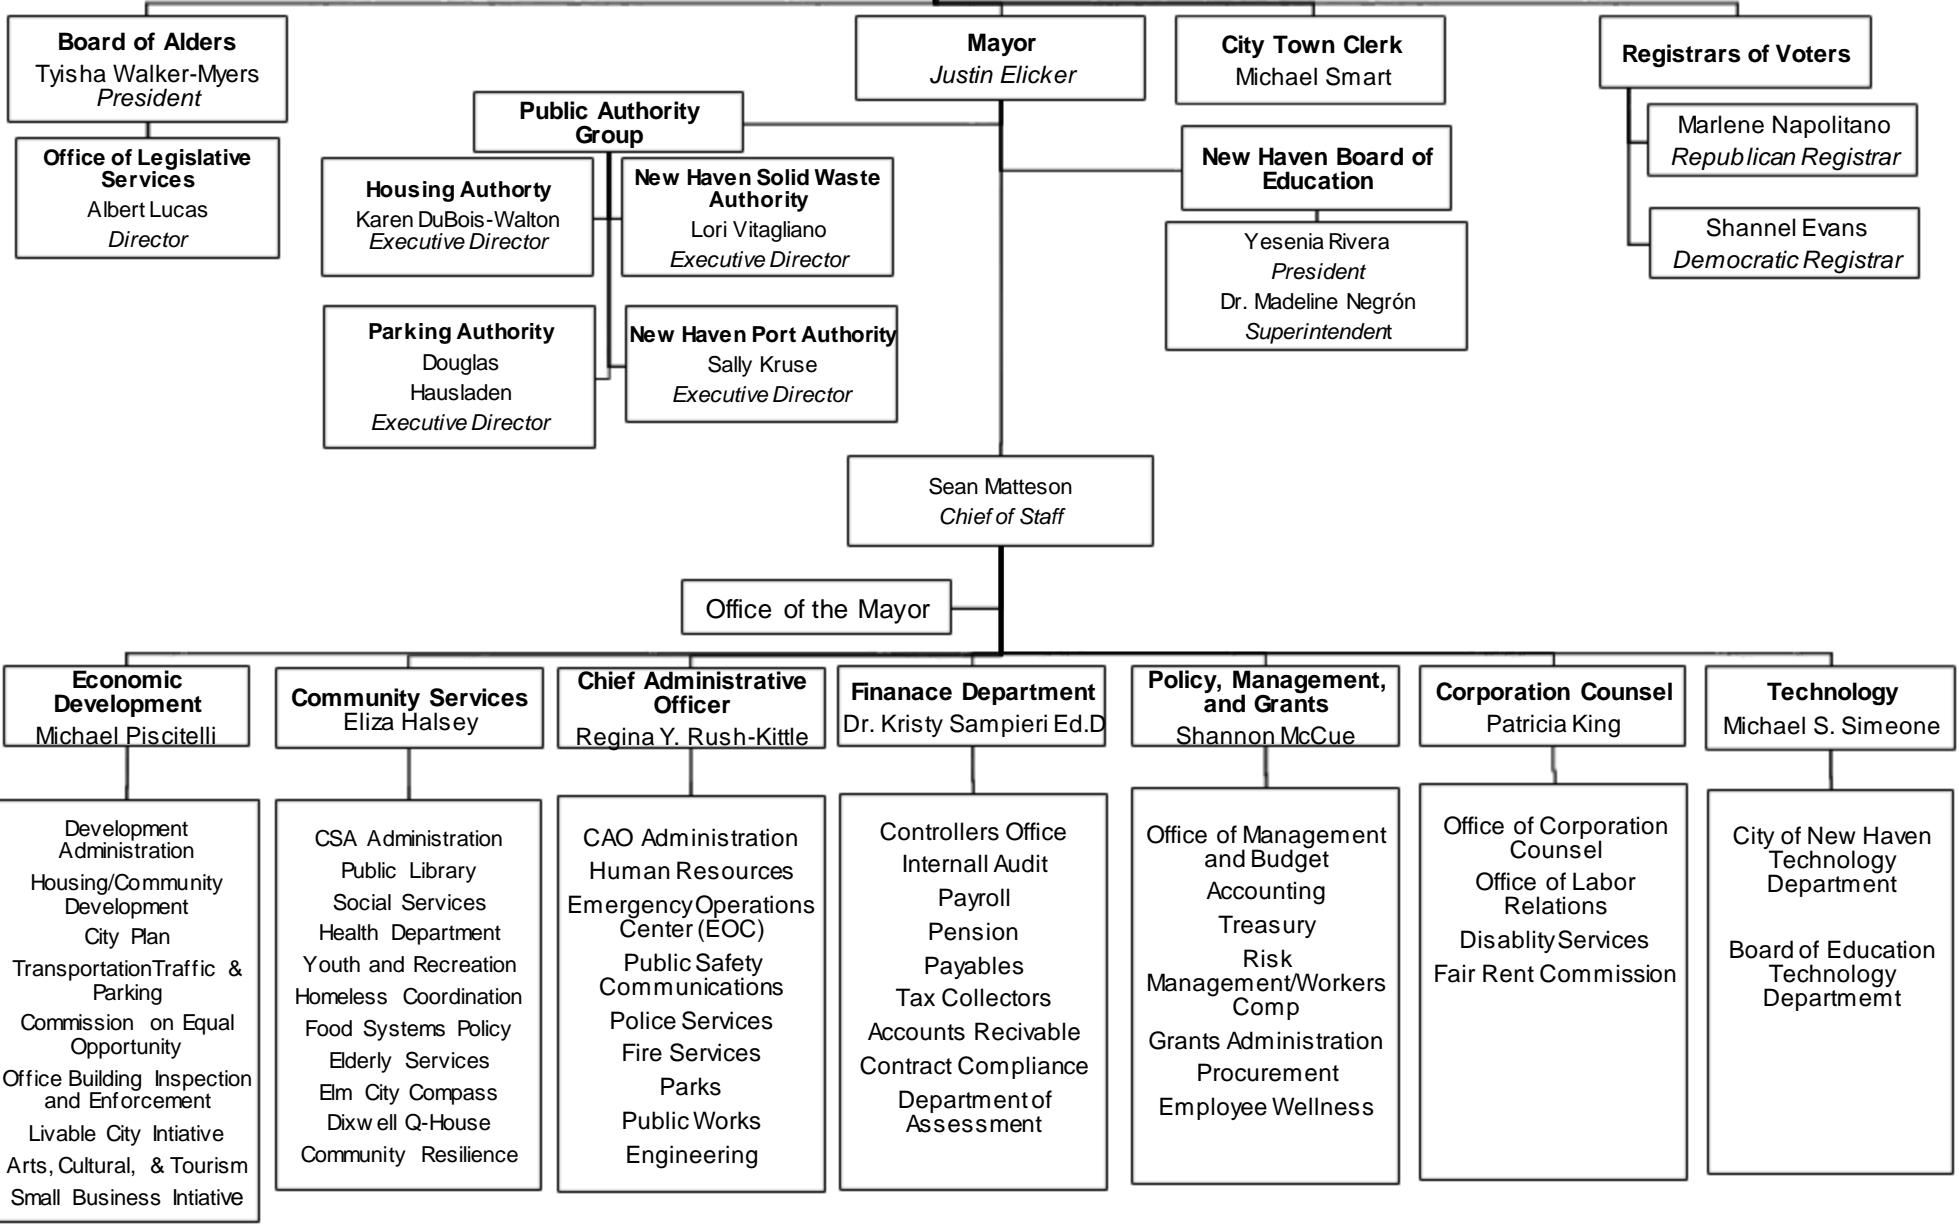 Board of Alders
Tyisha Walker-Myers
President
Office of Legislative
Services
Albert Lucas
Director
Public Authority
Group
Housing Authorty
Karen DuBois-Walton
Executive Director
New Haven Solid Waste
Authority
Lori Vitagliano
Executive Director
Parking Authority
Douglas
Hausladen
Executive Director
New Haven Port Authority
Sally Kruse
Executive Director
Mayor
Justin Elicker
City Town Clerk
Michael Smart
New Haven Board of
Education
Yesenia Rivera
President
Dr. Madeline Negrón
Superintendent
Registrars of Voters
Marlene Napolitano
Republican Registrar
Shannel Evans
Democratic Registrar
Sean Matteson
Chief of Staff
Office of the Mayor
Economic
Development
Michael Piscitelli
Development
Administration
Housing/Community
Development
City Plan
TransportationTraffic &
Parking
Commission on Equal
Opportunity
Office Building Inspection
and Enforcement
Livable City Intiative
Arts, Cultural, & Tourism
Small Business Intiative
Community Services
Eliza Halsey
CSA Administration
Public Library
Social Services
Health Department
Youth and Recreation
Homeless Coordination
Food Systems Policy
Elderly Services
Elm City Compass
Dixwell Q-House
Community Resilience
Chief Administrative
Officer
Regina Y. Rush-Kittle
CAO Administration
Human Resources
Emergency Operations
Center (EOC)
Public Safety
Communications
Police Services
Fire Services
Parks
Public Works
Engineering
Finanace Department
Dr. Kristy Sampieri Ed.D
Controllers Office
Internall Audit
Payroll
Pension
Payables
Tax Collectors
Accounts Recivable
Contract Compliance
Department of
Assessment
Policy, Management,
and Grants
Shannon McCue
Office of Management
and Budget
Accounting
Treasury
Risk
Management/Workers
Comp
Grants Administration
Procurement
Employee Wellness
Corporation Counsel
Patricia King
Office of Corporation
Counsel
Office of Labor
Relations
Disablity Services
Fair Rent Commission
Technology
Michael S. Simeone
City of New Haven
Technology
Department
Board of Education
Technology
Departmemt